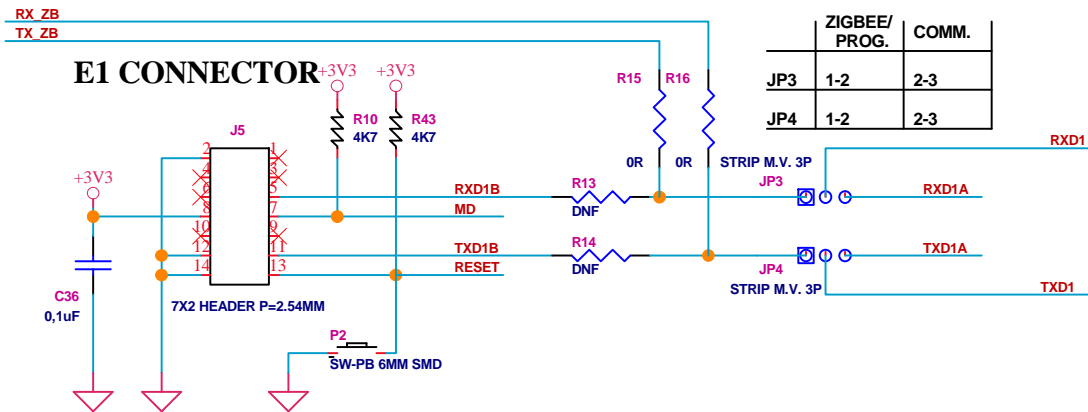 RX_ZB
TX_ZB
E1 CONNECTOR
ZIGBEE/ PROG. COMM.
JP3 1-2 2-3
JP4 1-2 2-3
+3V3 +3V3
R10 4K7
R43 4K7
R15 0R
R16 0R
J5
2 1
4 3
6 5
8 7
10 9
12 11
14 13
7X2 HEADER P=2.54MM
+3V3
C36
0,1uF
RXD1B
MD
TXD1B
RESET
R13
DNF
R14
DNF
STRIP M.V. 3P
JP3
RXD1
RXD1A
TXD1A
JP4
STRIP M.V. 3P
TXD1
P2
SW-PB 6MM SMD